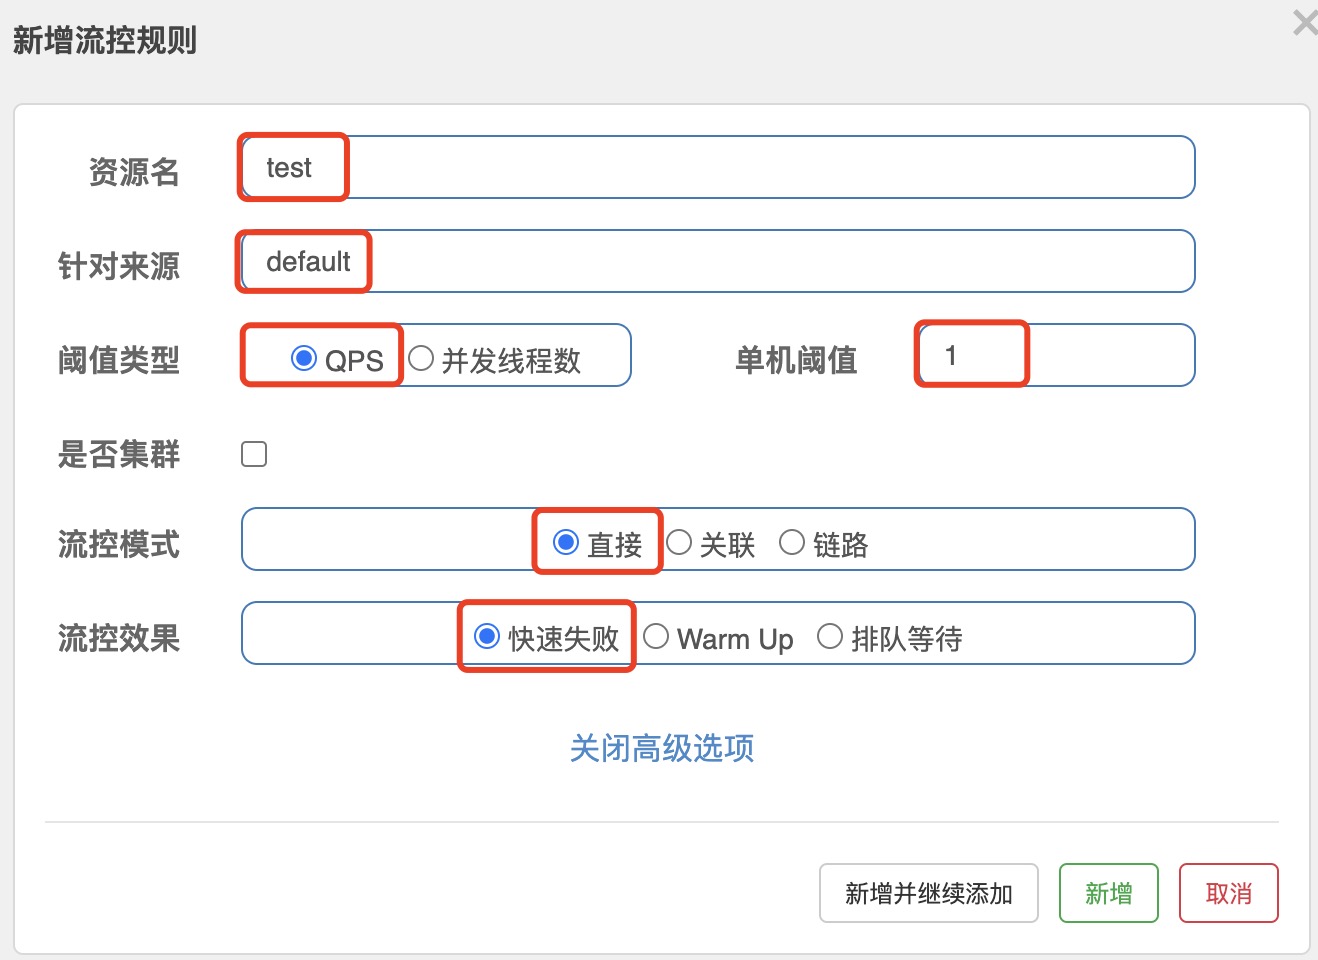 新增流控规则
资源名 test
针对来源 default
阈值类型 QPS 并发线程数 单机阈值 1
是否集群
流控模式 直接 关联 链路
流控效果 快速失败 Warm Up 排队等待
关闭高级选项
新增并继续添加 新增 取消